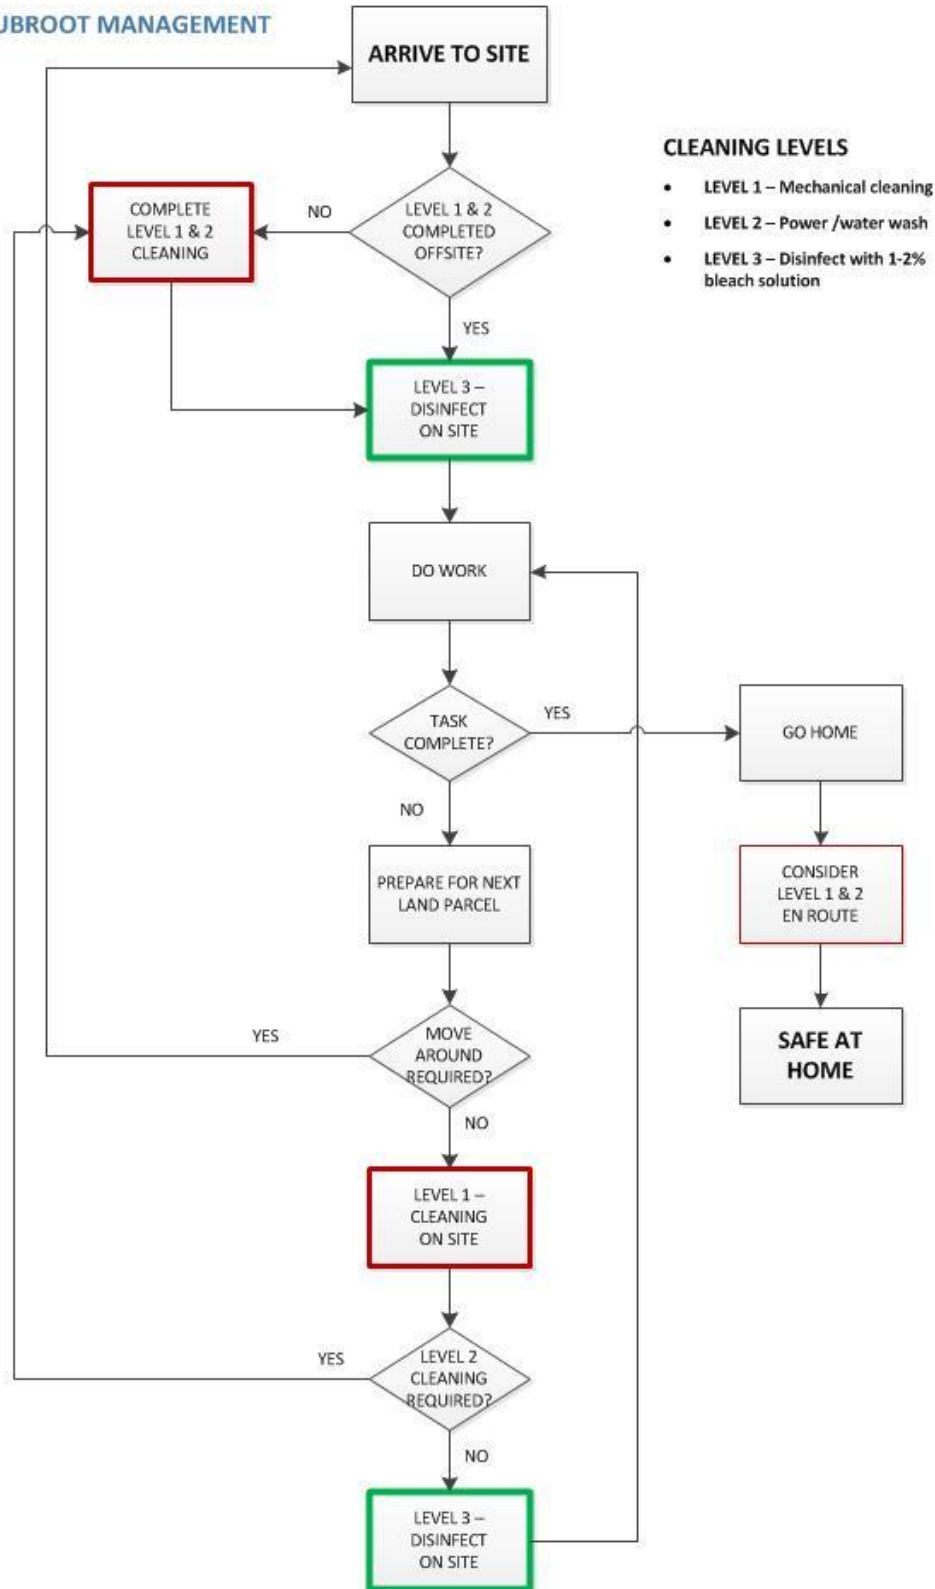 UBROOT MANAGEMENT
ARRIVE TO SITE
CLEANING LEVELS
• LEVEL 1 – Mechanical cleaning
• LEVEL 2 – Power /water wash
• LEVEL 3 – Disinfect with 1-2%
bleach solution
COMPLETE
LEVEL 1 & 2
CLEANING
NO
LEVEL 1 & 2
COMPLETED
OFFSITE?
YES
LEVEL 3 –
DISINFECT
ON SITE
DO WORK
TASK
COMPLETE?
YES
GO HOME
NO
PREPARE FOR NEXT
LAND PARCEL
CONSIDER
LEVEL 1 & 2
EN ROUTE
YES
MOVE
AROUND
REQUIRED?
SAFE AT
HOME
NO
LEVEL 1 –
CLEANING
ON SITE
YES
LEVEL 2
CLEANING
REQUIRED?
NO
LEVEL 3 –
DISINFECT
ON SITE